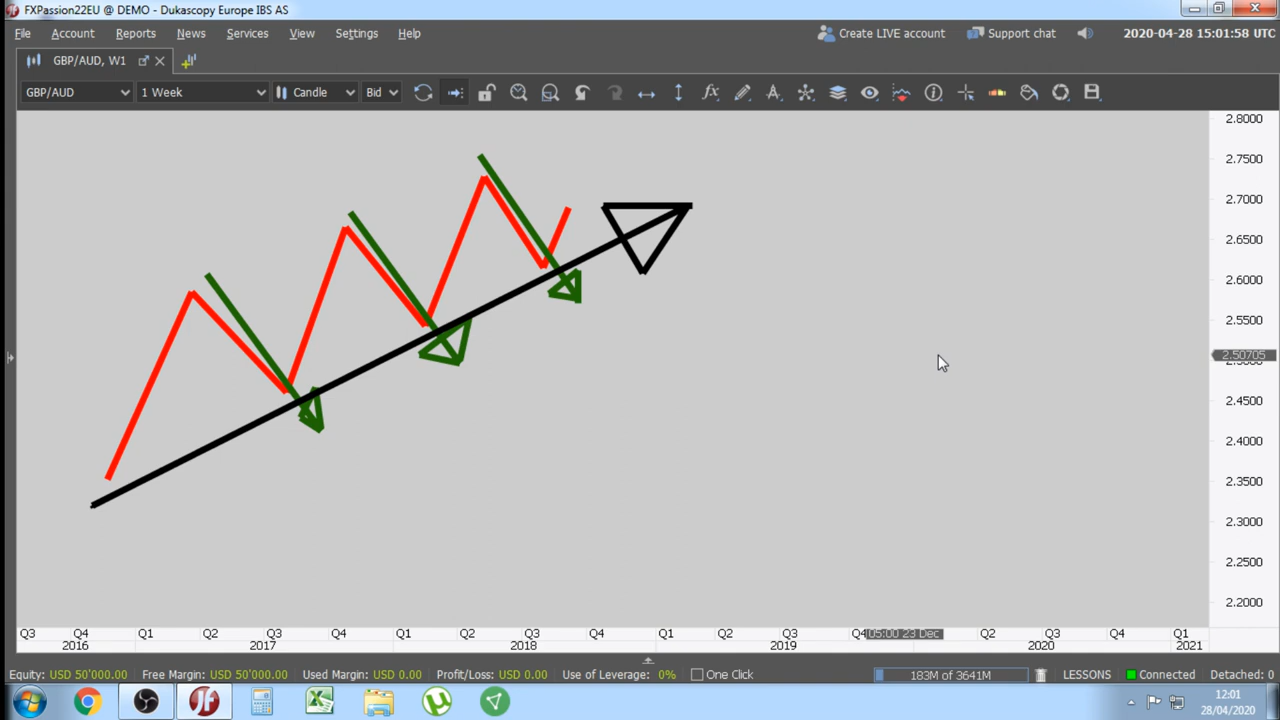 FXPassion22EU @ DEMO - Dukascopy Europe IBS AS
File Account Reports News Services View Settings Help Create LIVE account Support chat 2020-04-28 15:01:58 UTC
GBP/AUD, W1
GBP/AUD 1 Week Candle Bid
2.8000
2.7500
2.7000
2.6500
2.6000
2.5500
2.50705
2.4500
2.4000
2.3500
2.3000
2.2500
2.2000
Q3 Q4 Q1 Q2 Q3 Q4 Q1 Q2 Q3 Q4 Q1 Q2 Q3 Q4 05:00 23 Dec Q2 Q3 Q4 Q1
2016 2017 2018 2019 2020 2021
Equity: USD 50'000.00 Free Margin: USD 50'000.00 Used Margin: USD 0.00 Profit/Loss: USD 0.00 Use of Leverage: 0% One Click 183M of 3641M LESSONS Connected Detached: 0
12:01
28/04/2020